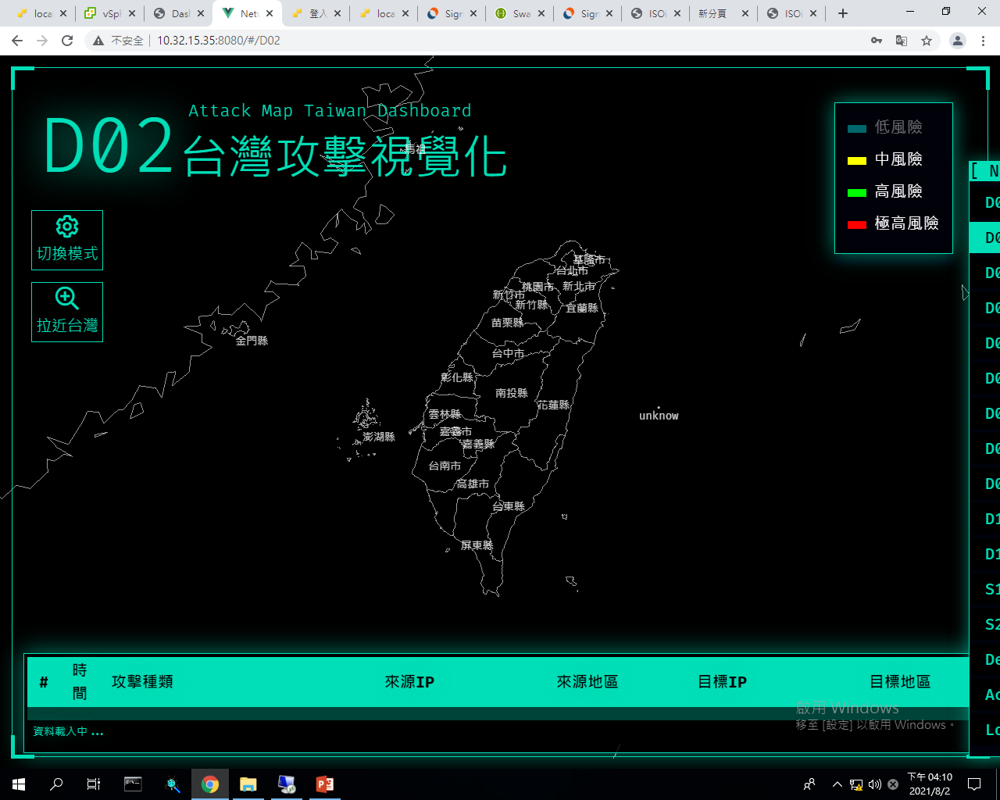 loca
vSph
Das
Net
登入
loca
Sign
Swa
Sign
ISO
新分頁
ISO
不安全
10.32.15.35:8080/#/D02
Attack Map Taiwan Dashboard
D02台灣攻擊視覺化
切換模式
拉近台灣
低風險
中風險
高風險
極高風險
[ N
馬祖
基隆市
台北市
桃園市
新北市
新竹市
新竹縣
宜蘭縣
苗栗縣
金門縣
台中市
彰化縣
南投縣
花蓮縣
雲林縣
unknow
嘉義市
澎湖縣
嘉義縣
台南市
高雄市
台東縣
屏東縣
D0
D0
D0
D0
D0
D0
D0
D0
D0
D1
D1
S1
S2
De
Ac
Lo
# 時間 攻擊種類 來源IP 來源地區 目標IP 目標地區
資料載入中 ...
啟用 Windows
移至 [設定] 以啟用 Windows。
下午 04:10
2021/8/2